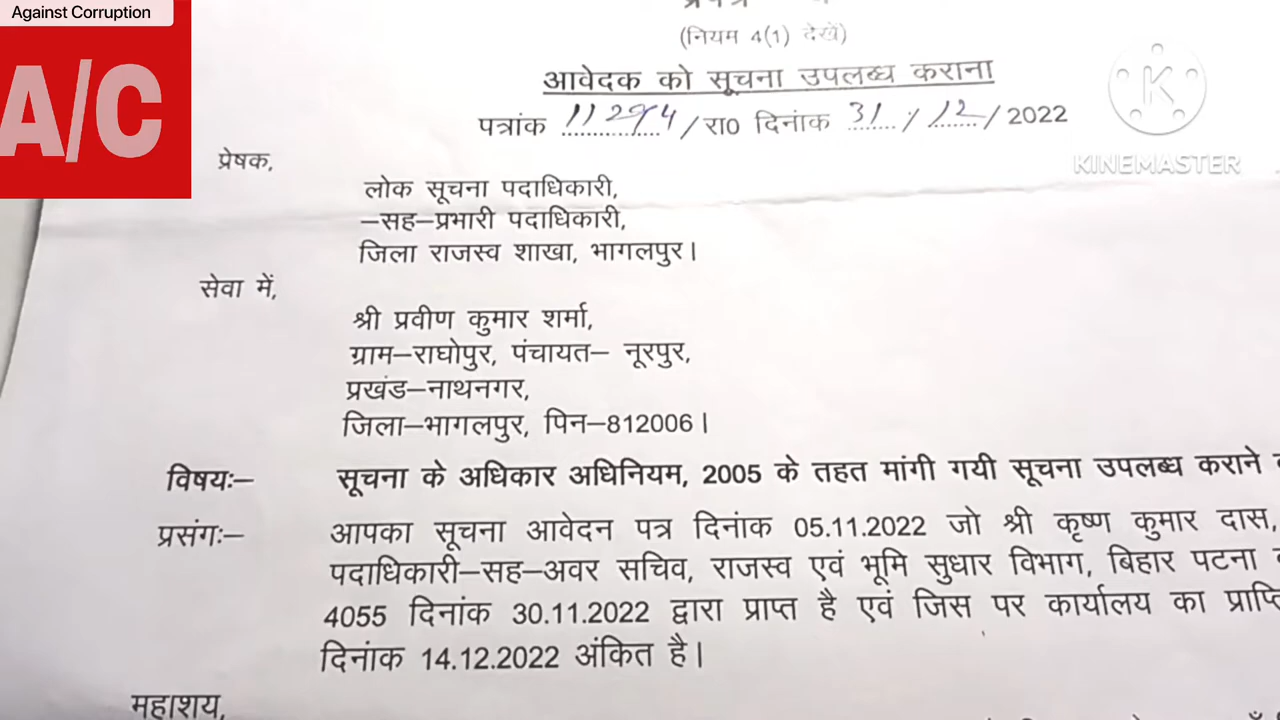 Against Corruption
A/C
(नियम 4(1) देखें)
आवेदक को सूचना उपलब्ध कराना
पत्रांक /रा0 दिनांक 31 / 12 / 2022
KINEMASTER
प्रेषक,
लोक सूचना पदाधिकारी,
–सह–प्रभारी पदाधिकारी,
जिला राजस्व शाखा, भागलपुर।
सेवा में,
श्री प्रवीण कुमार शर्मा,
ग्राम–राघोपुर, पंचायत– नूरपुर,
प्रखंड–नाथनगर,
जिला–भागलपुर, पिन–812006।
विषयः– सूचना के अधिकार अधिनियम, 2005 के तहत मांगी गयी सूचना उपलब्ध कराने
प्रसंगः– आपका सूचना आवेदन पत्र दिनांक 05.11.2022 जो श्री कृष्ण कुमार दास,
पदाधिकारी–सह–अवर सचिव, राजस्व एवं भूमि सुधार विभाग, बिहार पटना
4055 दिनांक 30.11.2022 द्वारा प्राप्त है एवं जिस पर कार्यालय का
दिनांक 14.12.2022 अंकित है।
महाशय,